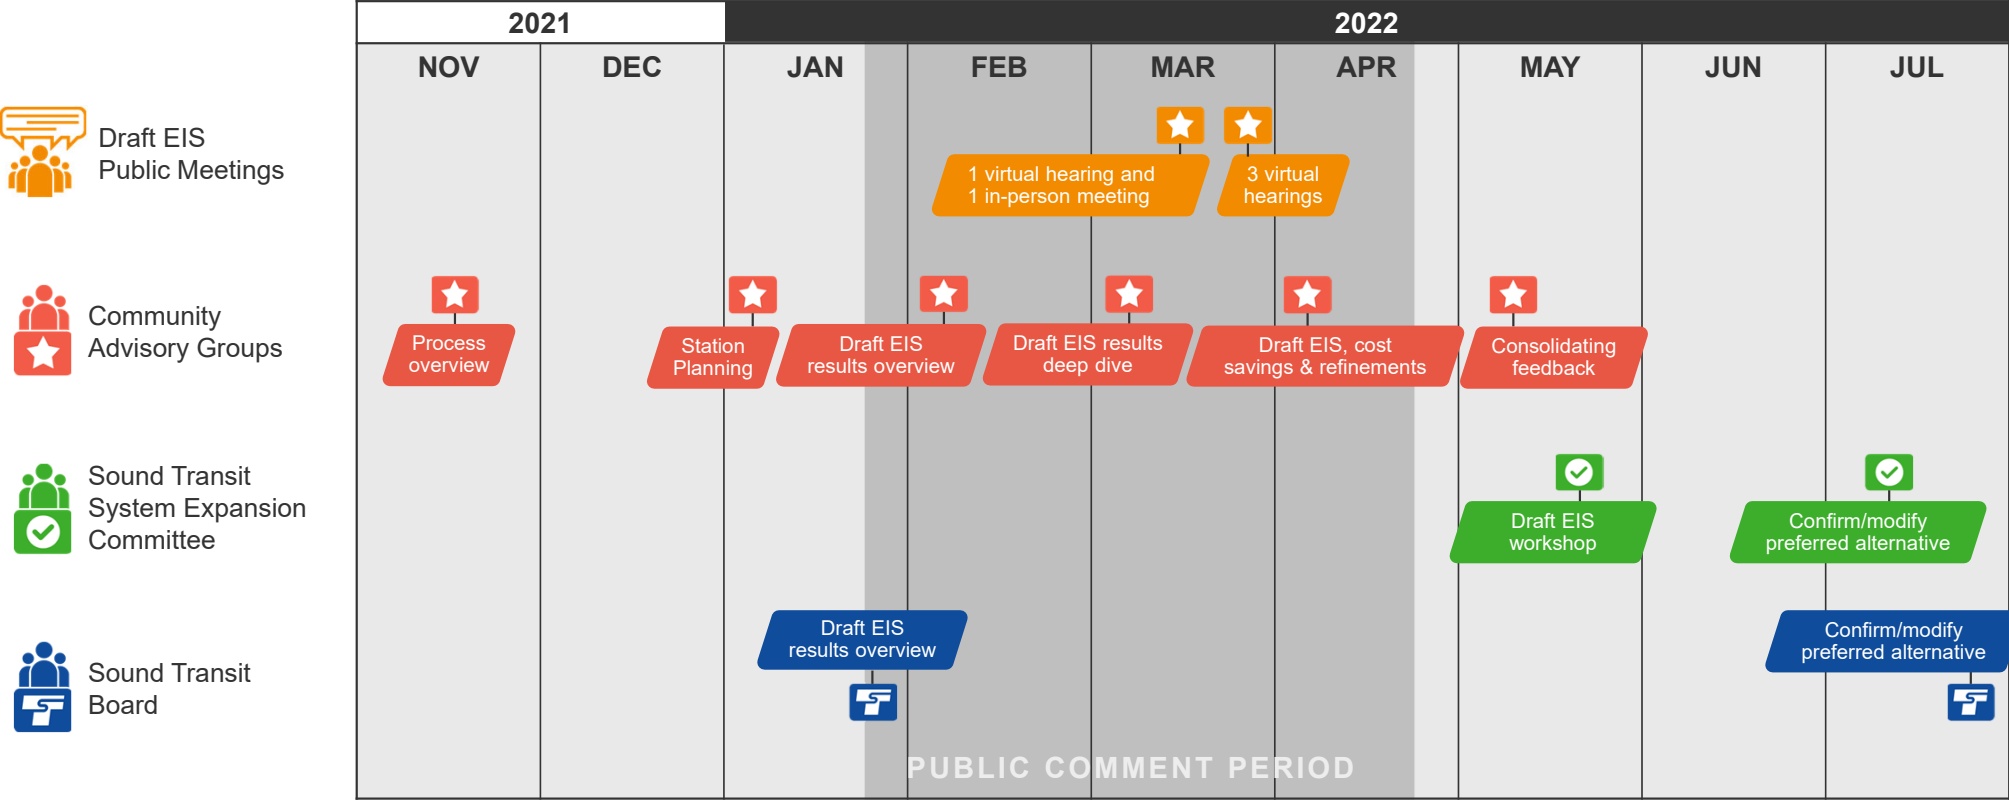 2021
2022
NOV
DEC
JAN
FEB
MAR
APR
MAY
JUN
JUL
Draft EIS
Public Meetings
1 virtual hearing and
1 in-person meeting
3 virtual
hearings
Community
Advisory Groups
Process
overview
Station
Planning
Draft EIS
results overview
Draft EIS results
deep dive
Draft EIS, cost
savings & refinements
Consolidating
feedback
Sound Transit
System Expansion
Committee
Draft EIS
workshop
Confirm/modify
preferred alternative
Sound Transit
Board
Draft EIS
results overview
Confirm/modify
preferred alternative
PUBLIC COMMENT PERIOD